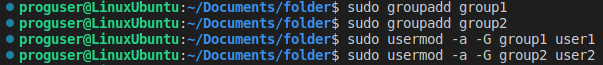 proguser@LinuxUbuntu:~/Documents/folder$ sudo groupadd group1
proguser@LinuxUbuntu:~/Documents/folder$ sudo groupadd group2
proguser@LinuxUbuntu:~/Documents/folder$ sudo usermod -a -G group1 user1
proguser@LinuxUbuntu:~/Documents/folder$ sudo usermod -a -G group2 user2